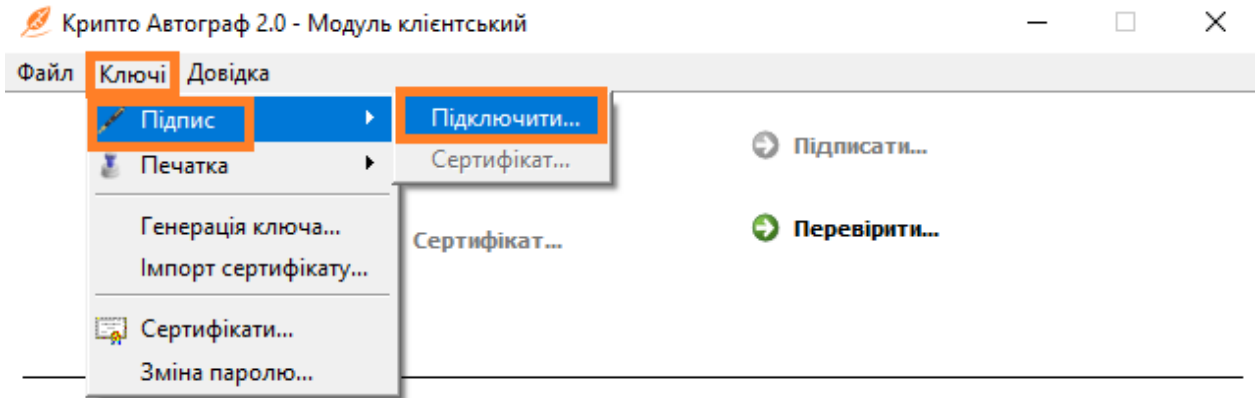 Крипто Автограф 2.0 - Модуль клієнтський
Файл Ключі Довідка
Підпис
Підключити...
Печатка
Сертифікат...
Підписати...
Генерація ключа...
Сертифікат...
Перевірити...
Імпорт сертифікату...
Сертифікати...
Зміна паролю...